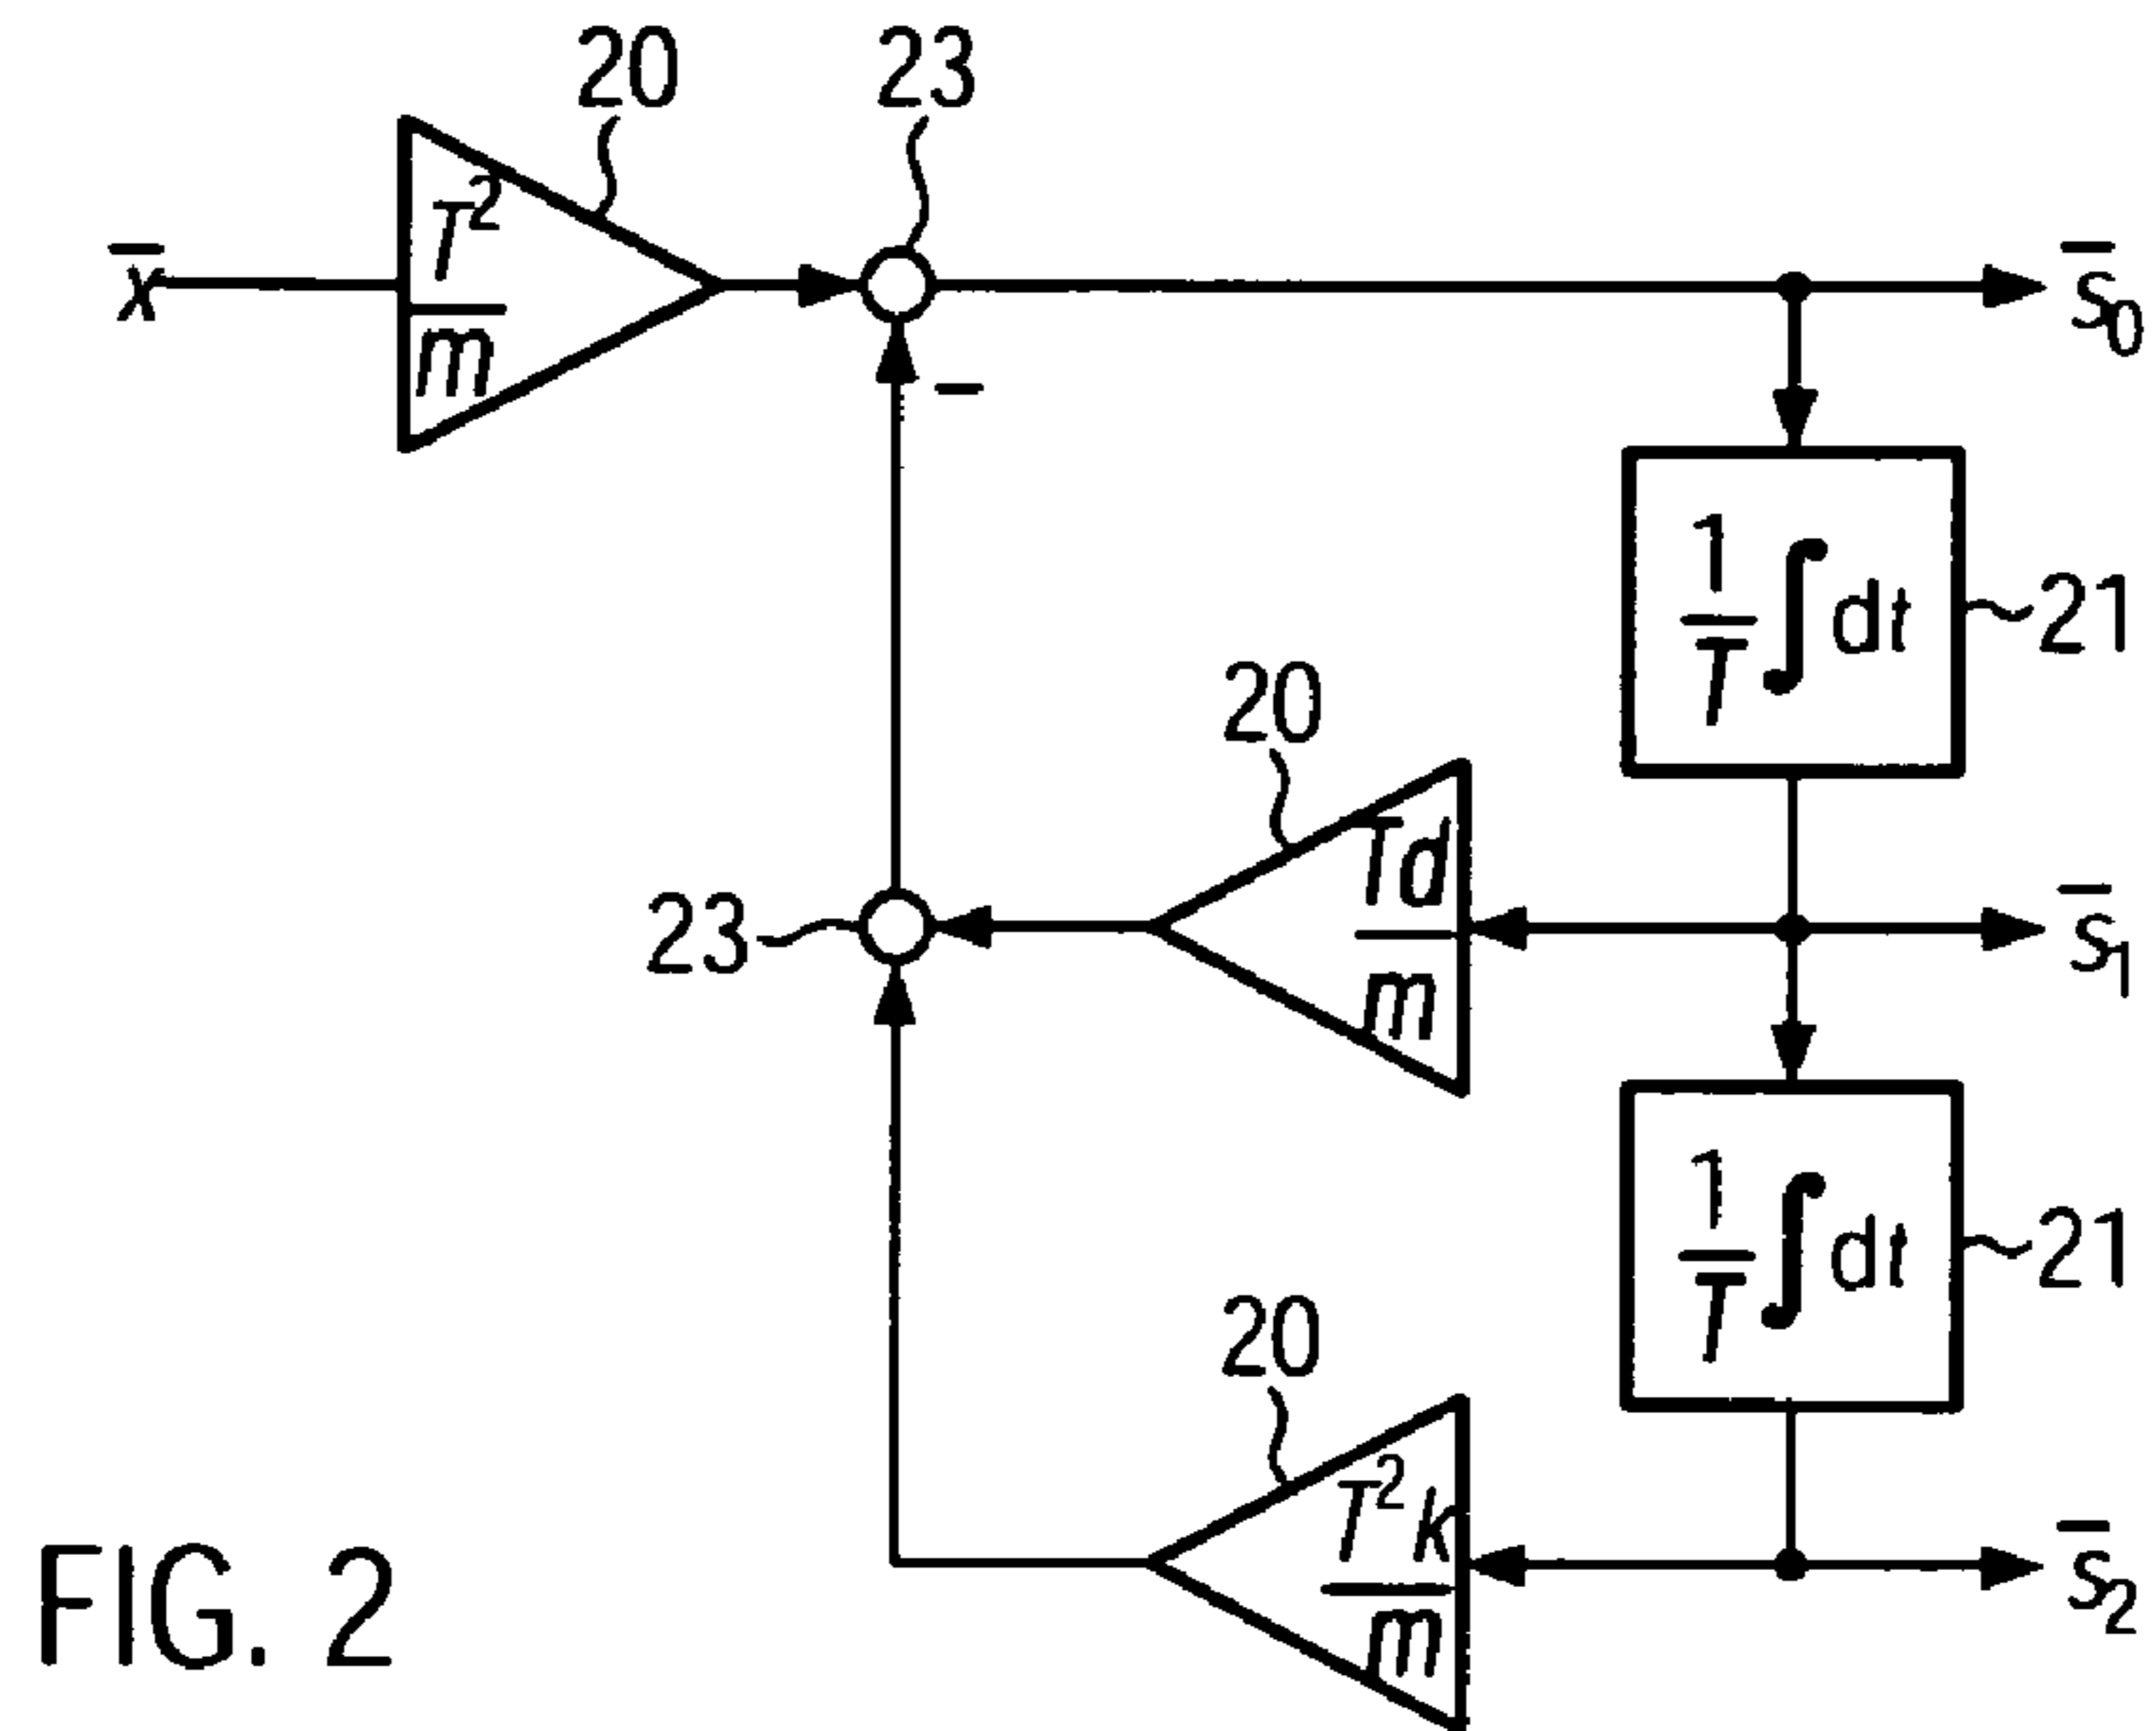 20
23
x̅
T²
m
−
s̅₀
1
T
∫dt
21
20
Td
m
23
s̅₁
1
T
∫dt
21
20
T²k
m
s̅₂
FIG. 2